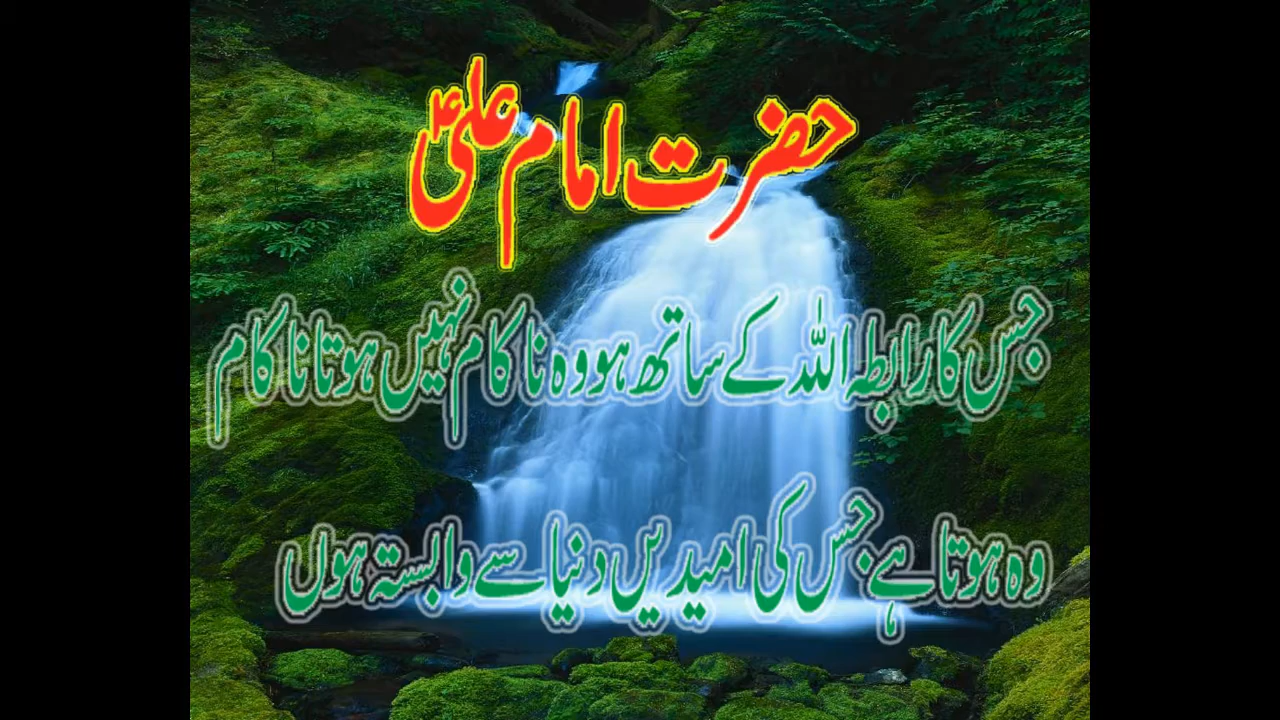 حضرت امام علیؑ
جس کا رابطہ اللہ کے ساتھ ہو وہ ناکام نہیں ہوتا ناکام
وہ ہوتا ہے جس کی امیدیں دنیا سے وابستہ ہوں